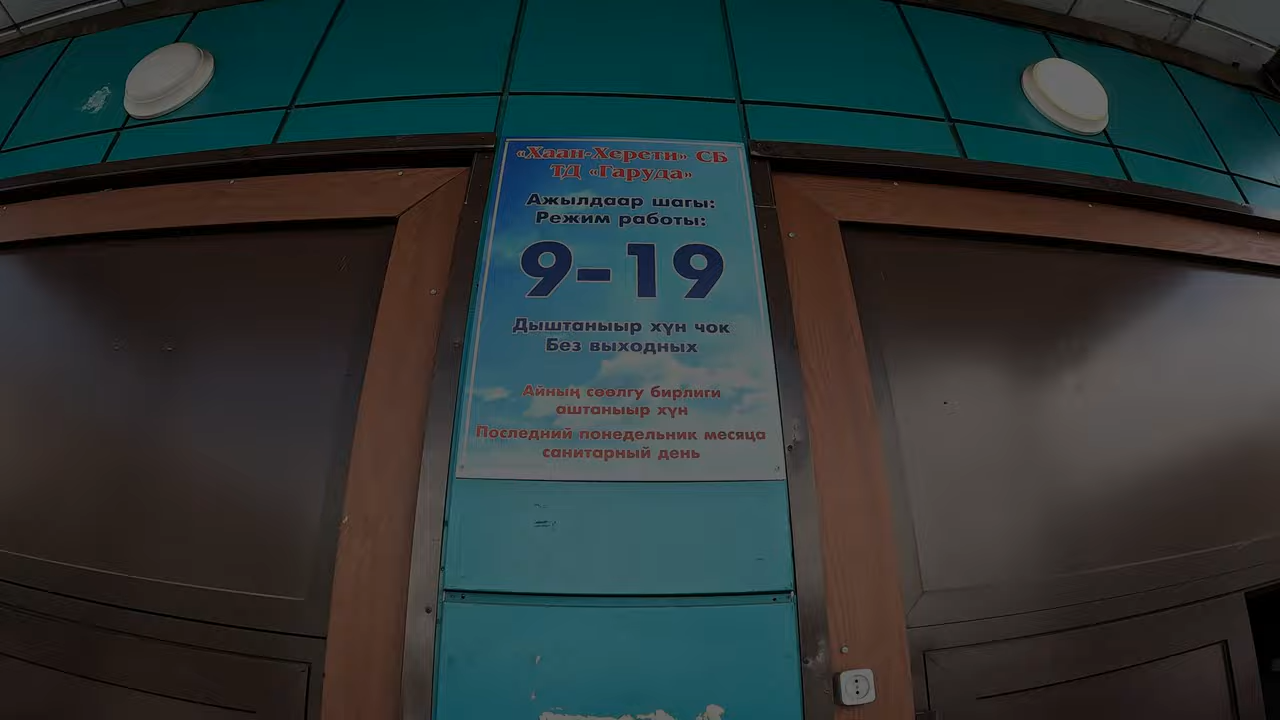 «Хаан-Херети» СБ
ТД «Гаруда»
Ажылдаар шагы:
Режим работы:
9-19
Дыштаныыр хүн чок
Без выходных
Айның сөөлгу бирлиги
аштаныыр хүн
Последний понедельник месяца
санитарный день